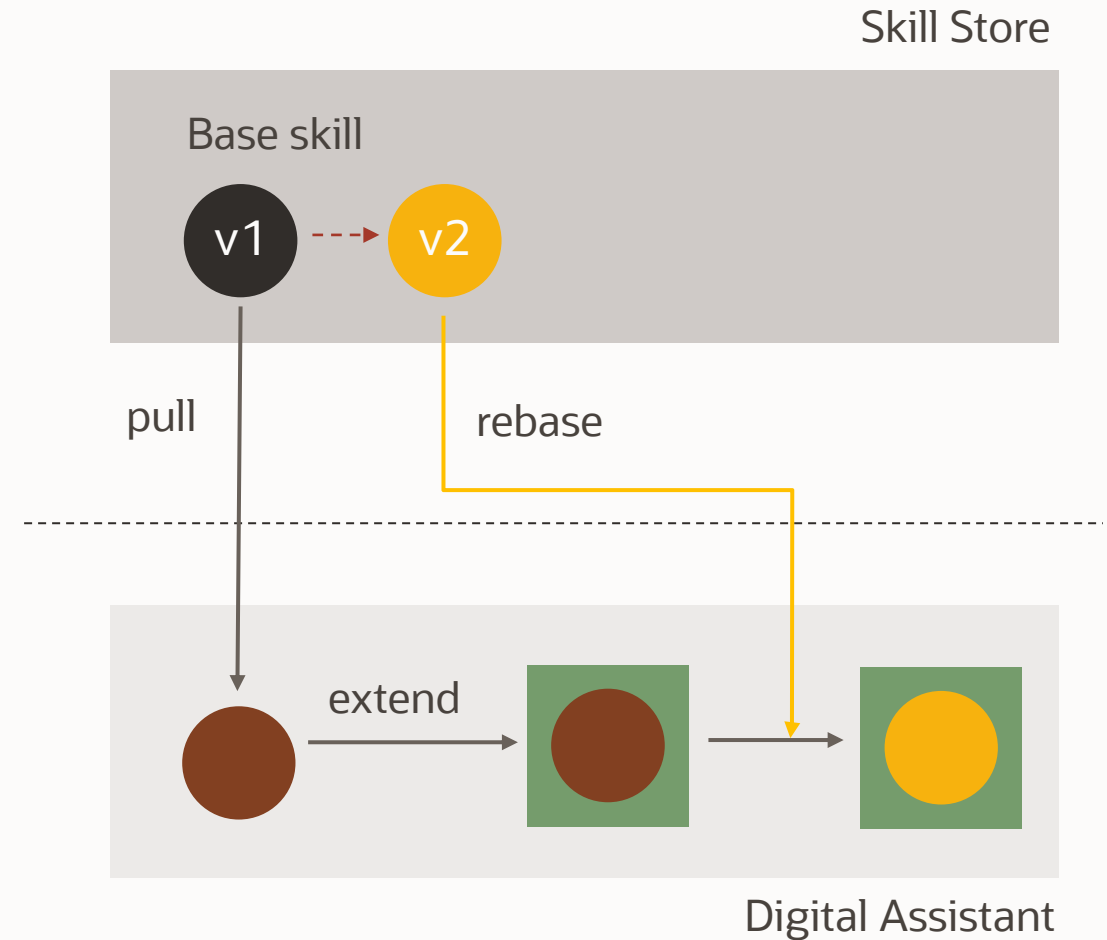 Skill Store
Base skill
v1
v2
pull
rebase
extend
Digital Assistant